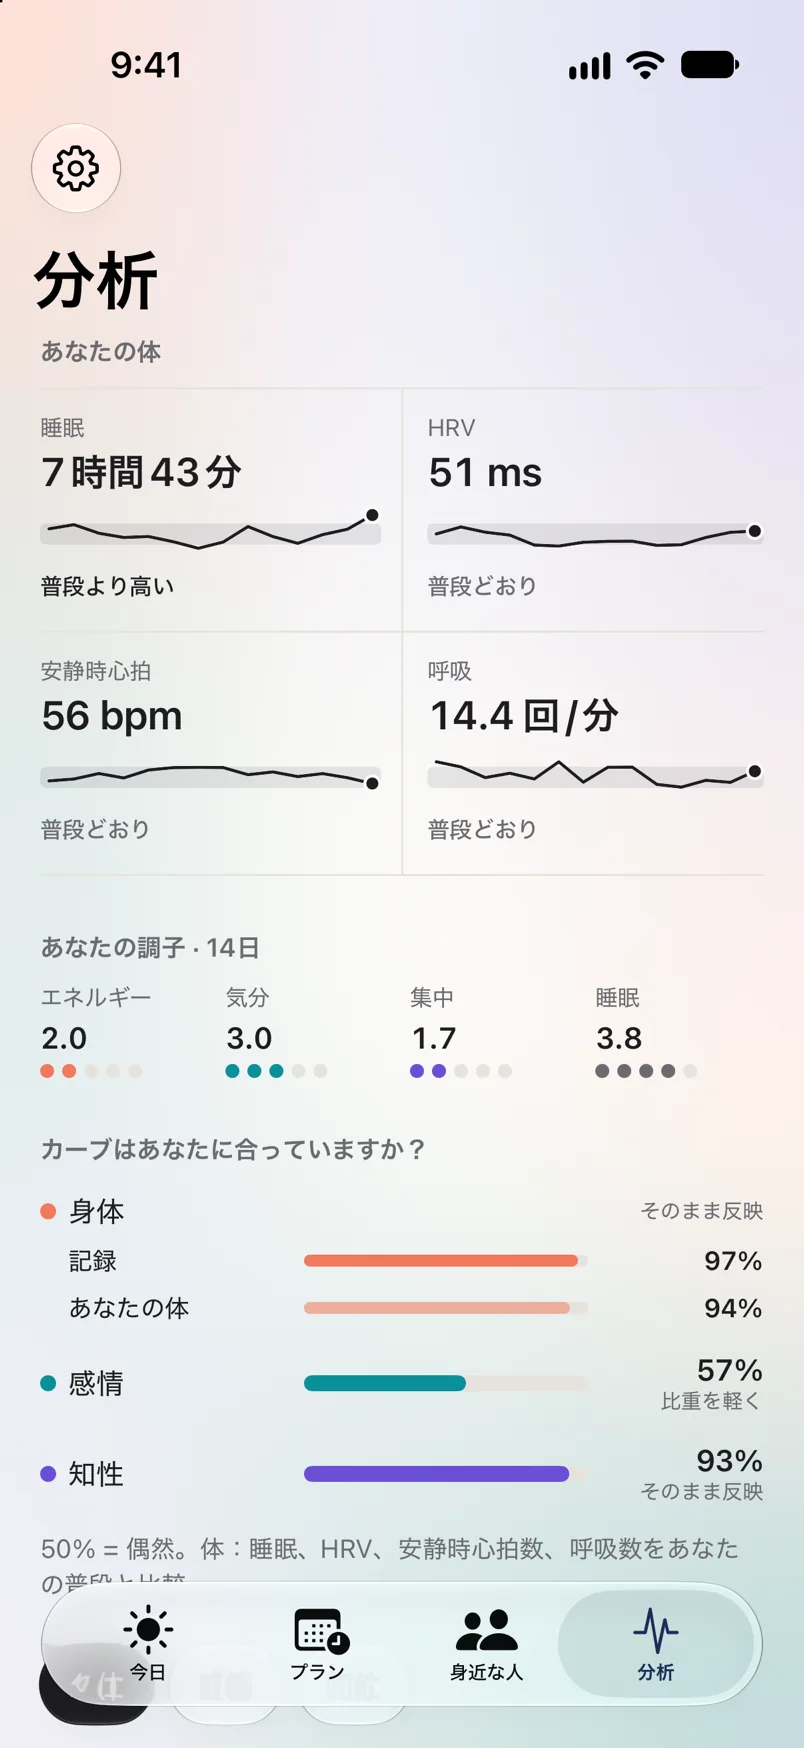 9:41
分析
あなたの体
睡眠
7時間43分
普段より高い
HRV
51 ms
普段どおり
安静時心拍
56 bpm
普段どおり
呼吸
14.4 回/分
普段どおり
あなたの調子 · 14日
エネルギー
2.0
気分
3.0
集中
1.7
睡眠
3.8
カーブはあなたに合っていますか？
身体
そのまま反映
記録
97%
あなたの体
94%
感情
57%
比重を軽く
知性
93%
そのまま反映
50% = 偶然。体：睡眠、HRV、安静時心拍数、呼吸数をあなた
の普段と比較
今日
プラン
身近な人
分析